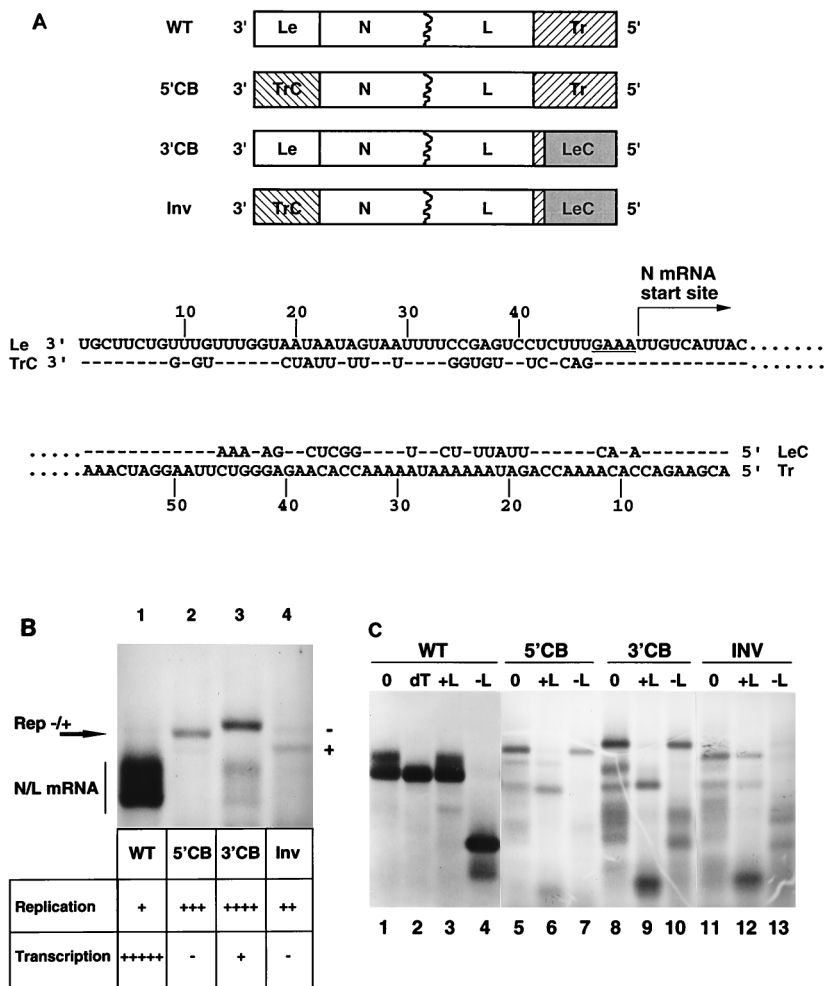 A
WT 3' Le N L Tr 5'
5'CB 3' TrC N L Tr 5'
3'CB 3' Le N L LeC 5'
Inv 3' TrC N L LeC 5'
N mRNA
start site
10 20 30 40
Le 3' UGCUUCUGUUUGUUUGGUAAUAAUAGUAAUUUUCCGAGUCCUCUUUGAAAUUGUCAUUAC.......
TrC 3' --------G-GU------CUAUU-UU--U----GGUGU--UC-CAG--------------.......
.....------------AAA-AG--CUCGG----U--CU-UUAUU------CA-A-------- 5' LeC
.....AAACUAGGAAUUCUGGGAGAACACCAAAAAUAAAAAAUAGACCAAAACACCAGAAGCA 5' Tr
50 40 30 20 10
B
1 2 3 4
Rep -/+
-
+
N/L mRNA
WT 5'CB 3'CB Inv
Replication + +++ ++++ ++
Transcription +++++ - + -
C
WT 5'CB 3'CB INV
0 dT +L -L 0 +L -L 0 +L -L 0 +L -L
1 2 3 4 5 6 7 8 9 10 11 12 13